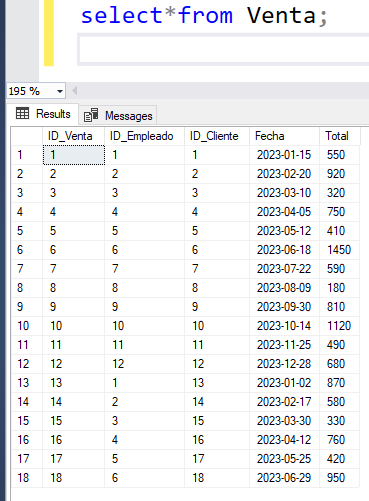 select*from Venta;
195 %
Results Messages
ID_Venta ID_Empleado ID_Cliente Fecha Total
1 1 1 1 2023-01-15 550
2 2 2 2 2023-02-20 920
3 3 3 3 2023-03-10 320
4 4 4 4 2023-04-05 750
5 5 5 5 2023-05-12 410
6 6 6 6 2023-06-18 1450
7 7 7 7 2023-07-22 590
8 8 8 8 2023-08-09 180
9 9 9 9 2023-09-30 810
10 10 10 10 2023-10-14 1120
11 11 11 11 2023-11-25 490
12 12 12 12 2023-12-28 680
13 13 1 13 2023-01-02 870
14 14 2 14 2023-02-17 580
15 15 3 15 2023-03-30 330
16 16 4 16 2023-04-12 760
17 17 5 17 2023-05-25 420
18 18 6 18 2023-06-29 950